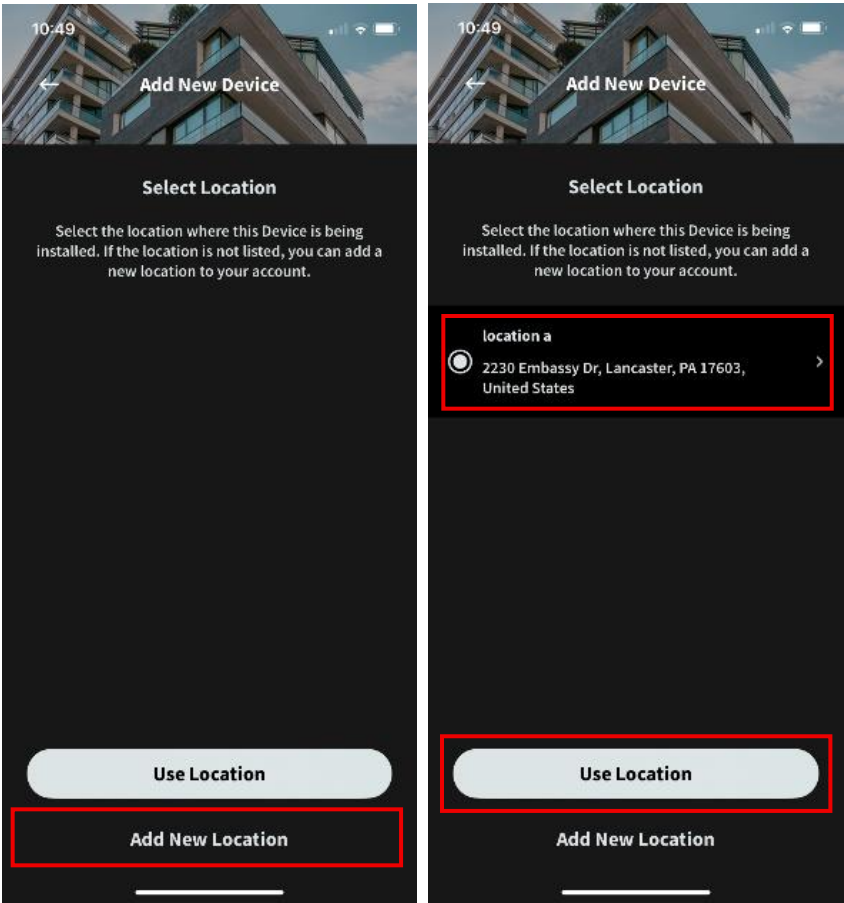 10:49
Add New Device
Select Location
Select the location where this Device is being
installed. If the location is not listed, you can add a
new location to your account.
Use Location
Add New Location
10:49
Add New Device
Select Location
Select the location where this Device is being
installed. If the location is not listed, you can add a
new location to your account.
location a
2230 Embassy Dr, Lancaster, PA 17603,
United States
Use Location
Add New Location